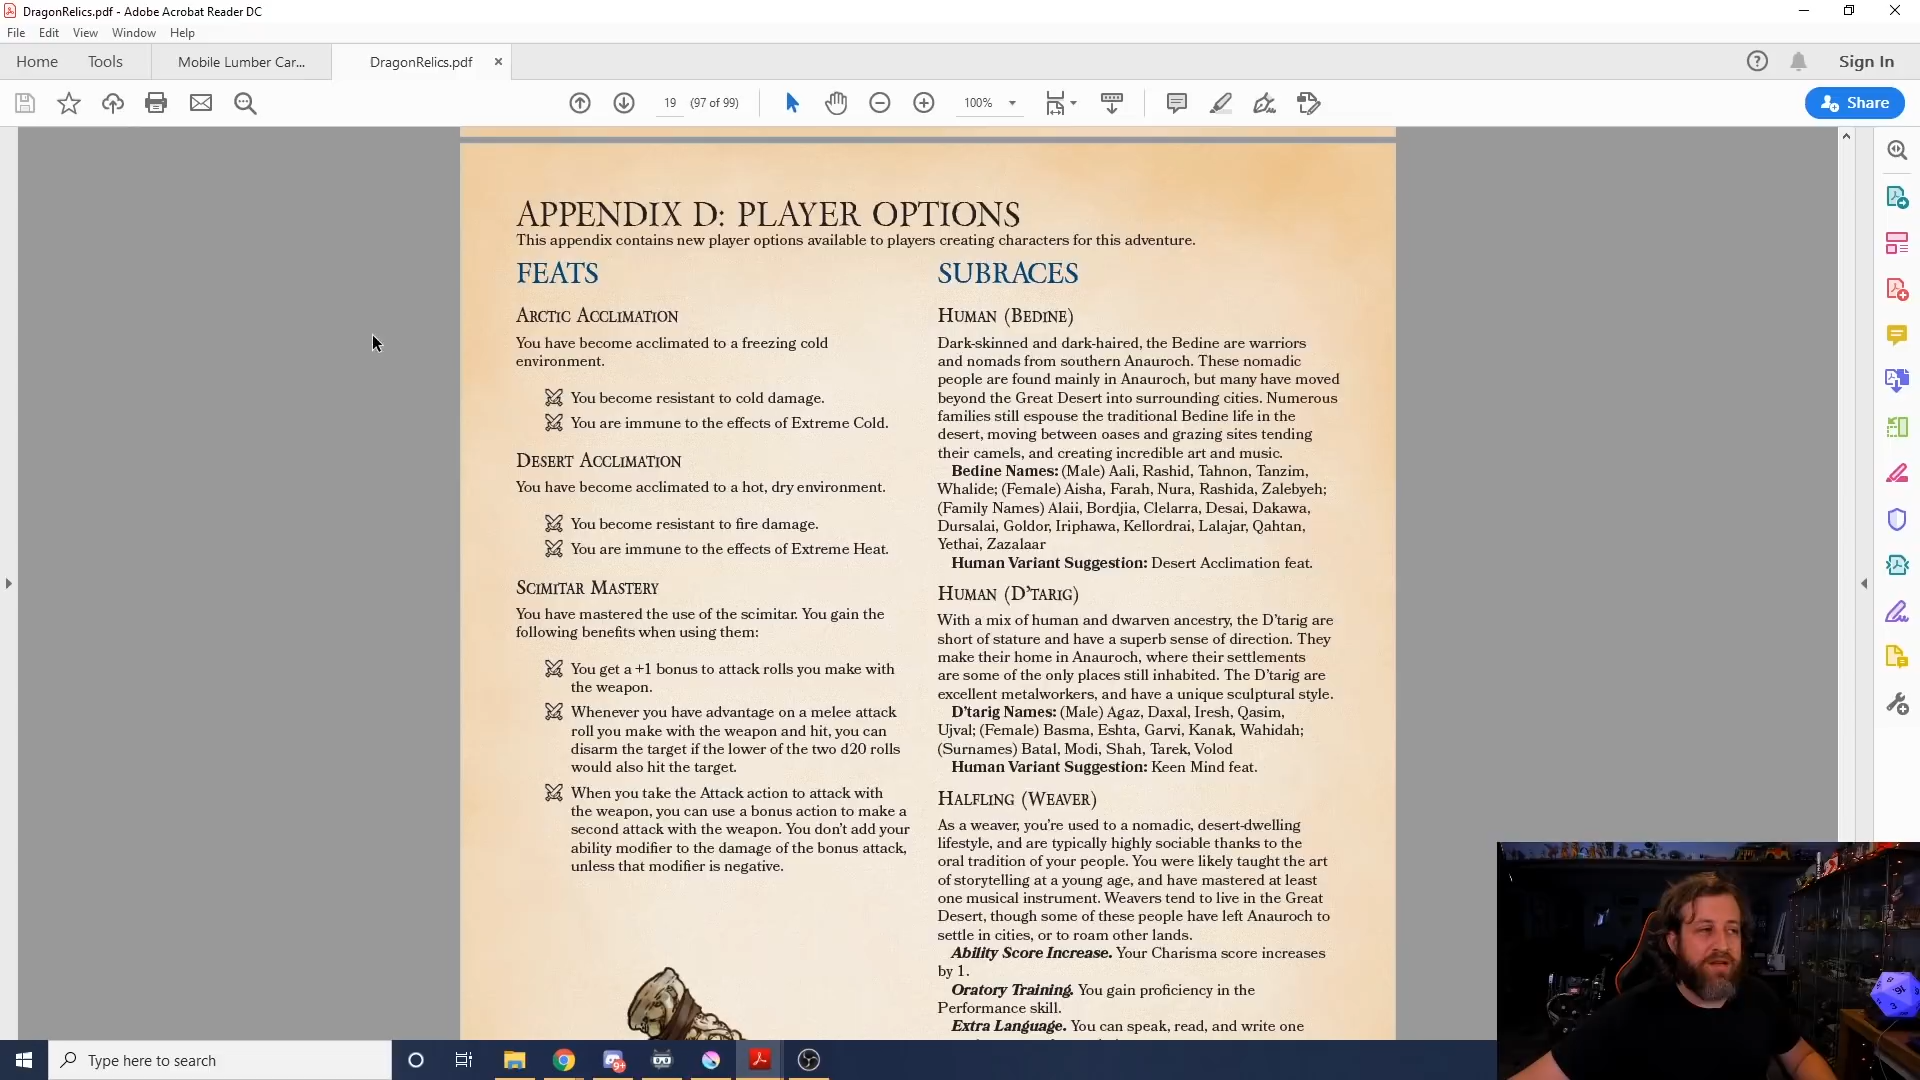 DragonRelics.pdf - Adobe Acrobat Reader DC
File Edit View Window Help
Home Tools Mobile Lumber Car... DragonRelics.pdf × Sign In
19 (97 of 99) 100% Share
APPENDIX D: PLAYER OPTIONS
This appendix contains new player options available to players creating characters for this adventure.
FEATS
ARCTIC ACCLIMATION
You have become acclimated to a freezing cold
environment.
You become resistant to cold damage.
You are immune to the effects of Extreme Cold.
DESERT ACCLIMATION
You have become acclimated to a hot, dry environment.
You become resistant to fire damage.
You are immune to the effects of Extreme Heat.
SCIMITAR MASTERY
You have mastered the use of the scimitar. You gain the
following benefits when using them:
You get a +1 bonus to attack rolls you make with
the weapon.
Whenever you have advantage on a melee attack
roll you make with the weapon and hit, you can
disarm the target if the lower of the two d20 rolls
would also hit the target.
When you take the Attack action to attack with
the weapon, you can use a bonus action to make a
second attack with the weapon. You don't add your
ability modifier to the damage of the bonus attack,
unless that modifier is negative.
SUBRACES
HUMAN (BEDINE)
Dark-skinned and dark-haired, the Bedine are warriors
and nomads from southern Anauroch. These nomadic
people are found mainly in Anauroch, but many have moved
beyond the Great Desert into surrounding cities. Numerous
families still espouse the traditional Bedine life in the
desert, moving between oases and grazing sites tending
their camels, and creating incredible art and music.
Bedine Names: (Male) Aali, Rashid, Tahnon, Tanzim,
Whalide; (Female) Aisha, Farah, Nura, Rashida, Zalebyeh;
(Family Names) Alaii, Bordjia, Clelarra, Desai, Dakawa,
Dursalai, Goldor, Iriphawa, Kellordrai, Lalajar, Qahtan,
Yethai, Zazalaar
Human Variant Suggestion: Desert Acclimation feat.
HUMAN (D'TARIG)
With a mix of human and dwarven ancestry, the D'tarig are
short of stature and have a superb sense of direction. They
make their home in Anauroch, where their settlements
are some of the only places still inhabited. The D'tarig are
excellent metalworkers, and have a unique sculptural style.
D'tarig Names: (Male) Agaz, Daxal, Iresh, Qasim,
Ujval; (Female) Basma, Eshta, Garvi, Kanak, Wahidah;
(Surnames) Batal, Modi, Shah, Tarek, Volod
Human Variant Suggestion: Keen Mind feat.
HALFLING (WEAVER)
As a weaver, you're used to a nomadic, desert-dwelling
lifestyle, and are typically highly sociable thanks to the
oral tradition of your people. You were likely taught the art
of storytelling at a young age, and have mastered at least
one musical instrument. Weavers tend to live in the Great
Desert, though some of these people have left Anauroch to
settle in cities, or to roam other lands.
Ability Score Increase. Your Charisma score increases
by 1.
Oratory Training. You gain proficiency in the
Performance skill.
Extra Language. You can speak, read, and write one
Type here to search